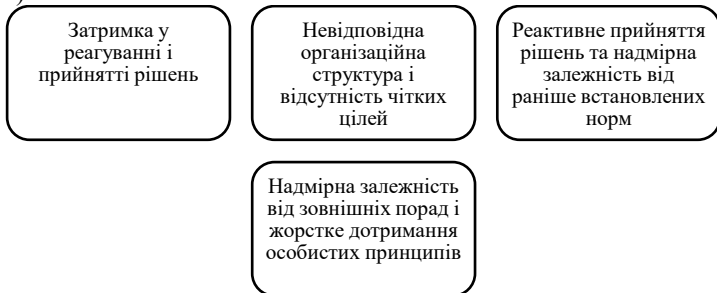 )
Затримка у
реагуванні і
прийнятті рішень
Невідповідна
організаційна
структура і
відсутність чітких
цілей
Реактивне прийняття
рішень та надмірна
залежність від
раніше встановлених
норм
Надмірна залежність
від зовнішніх порад і
жорстке дотримання
особистих принципів